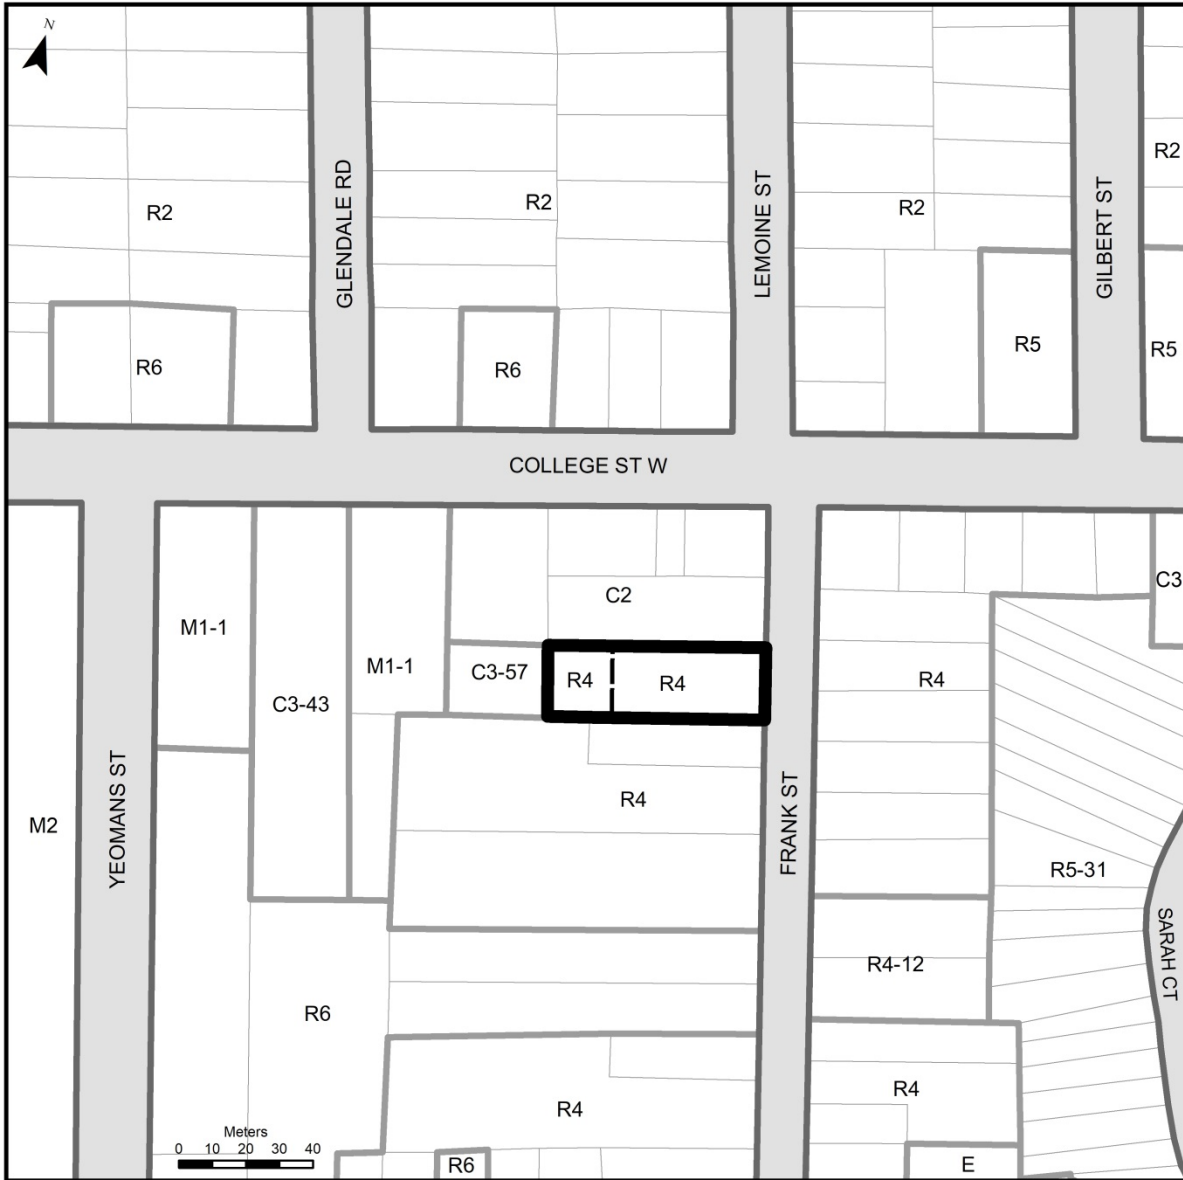 N
R2
GLENDALE RD
R2
LEMOINE ST
R2
GILBERT ST
R2
R6
R6
R5
R5
COLLEGE ST W
M1-1
C3-43
M1-1
C3-57
C2
R4
R4
R4
C3
M2
YEOMANS ST
R4
FRANK ST
R5-31
SARAH CT
R4-12
R6
R4
R4
R6
E
Meters
0 10 20 30 40